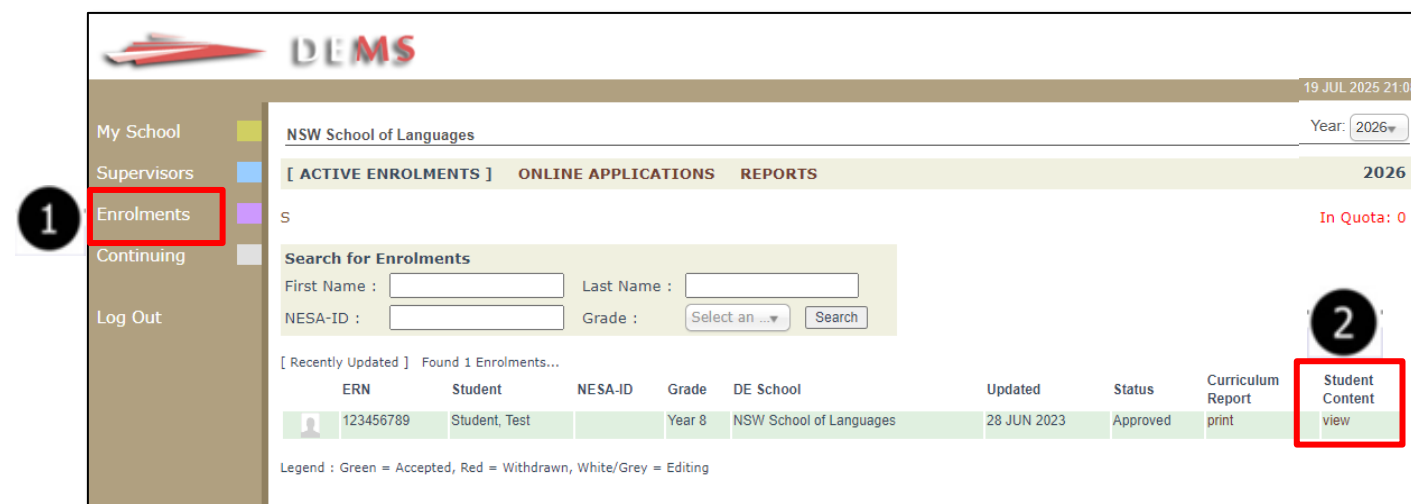 DEMS
19 JUL 2025 21:0
My School
NSW School of Languages
Year: 2026
Supervisors
[ ACTIVE ENROLMENTS ] ONLINE APPLICATIONS REPORTS 2026
1
Enrolments
S
In Quota: 0
Continuing
Search for Enrolments
First Name :
Last Name :
Log Out
NESA-ID :
Grade : Select an ... Search
2
[ Recently Updated ] Found 1 Enrolments...
ERN Student NESA-ID Grade DE School Updated Status Curriculum Report Student Content
123456789 Student, Test Year 8 NSW School of Languages 28 JUN 2023 Approved print view
Legend : Green = Accepted, Red = Withdrawn, White/Grey = Editing